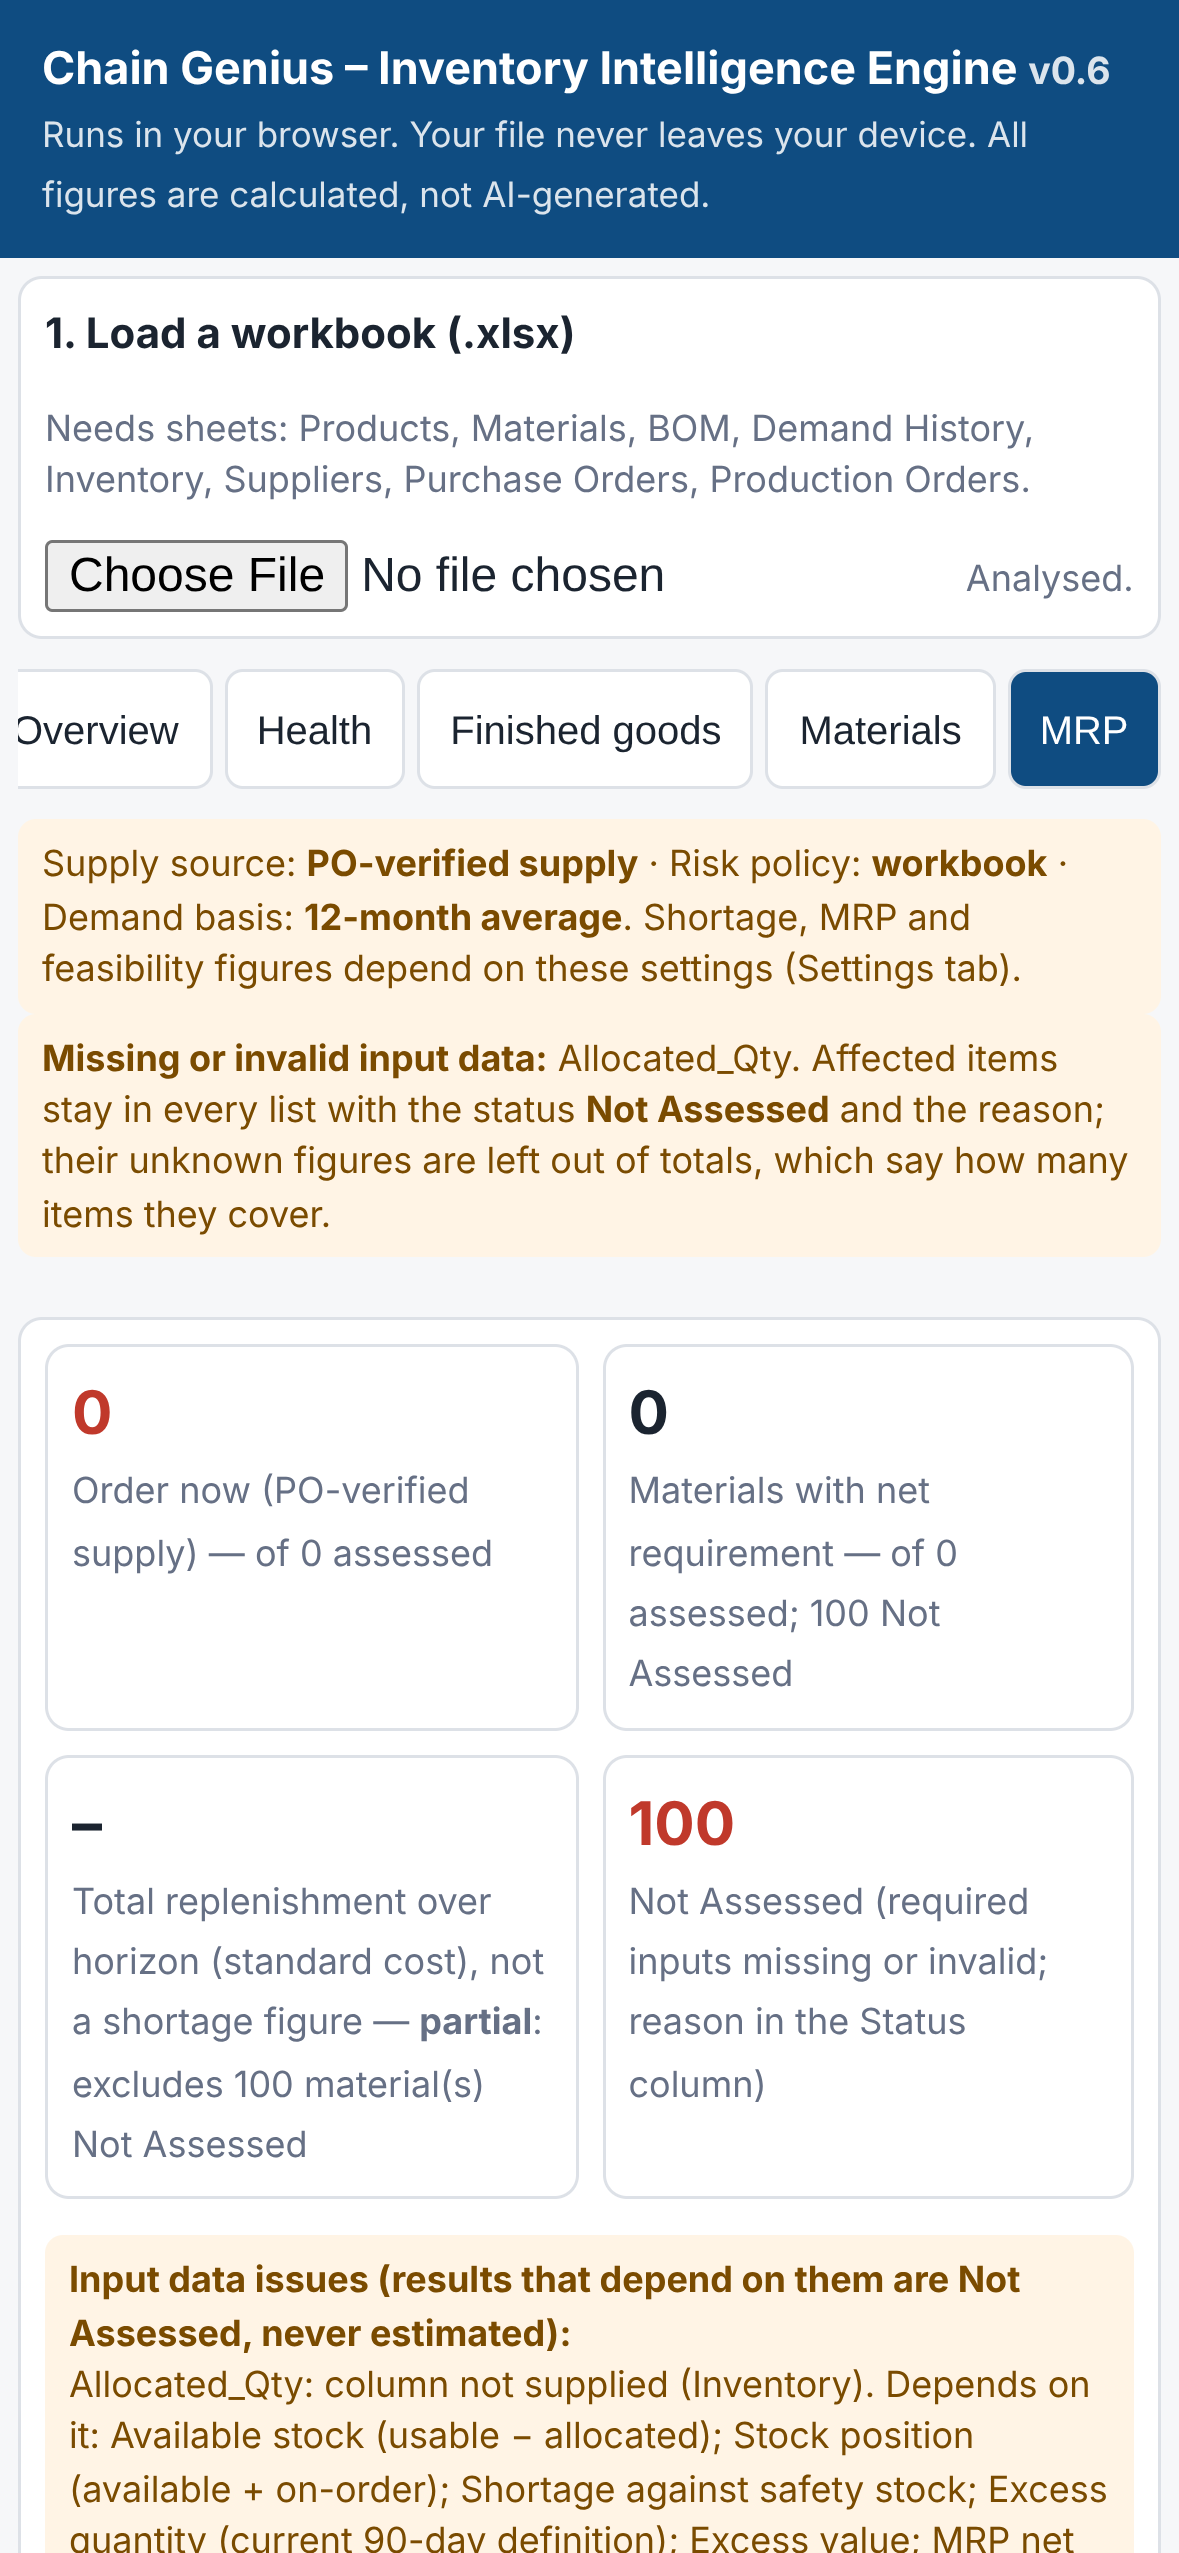 Chain Genius – Inventory Intelligence Engine v0.6
Runs in your browser. Your file never leaves your device. All
figures are calculated, not AI-generated.
1. Load a workbook (.xlsx)
Needs sheets: Products, Materials, BOM, Demand History,
Inventory, Suppliers, Purchase Orders, Production Orders.
Choose File No file chosen
Analysed.
Overview
Health
Finished goods
Materials
MRP
Supply source: PO-verified supply · Risk policy: workbook ·
Demand basis: 12-month average. Shortage, MRP and
feasibility figures depend on these settings (Settings tab).
Missing or invalid input data: Allocated_Qty. Affected items
stay in every list with the status Not Assessed and the reason;
their unknown figures are left out of totals, which say how many
items they cover.
0
Order now (PO-verified
supply) — of 0 assessed
0
Materials with net
requirement — of 0
assessed; 100 Not
Assessed
–
Total replenishment over
horizon (standard cost), not
a shortage figure — partial:
excludes 100 material(s)
Not Assessed
100
Not Assessed (required
inputs missing or invalid;
reason in the Status
column)
Input data issues (results that depend on them are Not
Assessed, never estimated):
Allocated_Qty: column not supplied (Inventory). Depends on
it: Available stock (usable − allocated); Stock position
(available + on-order); Shortage against safety stock; Excess
quantity (current 90-day definition); Excess value; MRP net